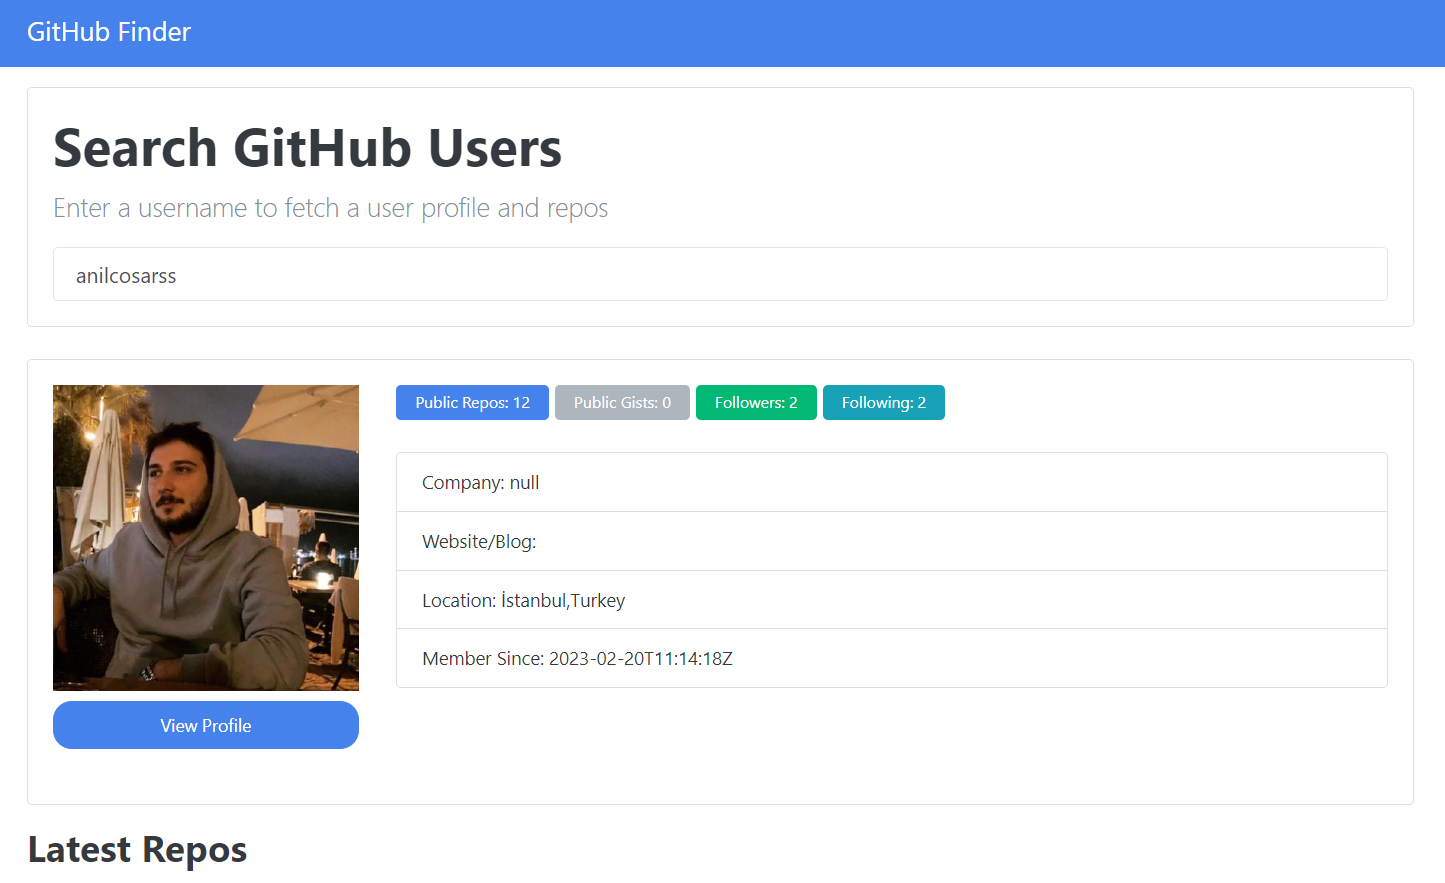 GitHub Finder
Search GitHub Users
Enter a username to fetch a user profile and repos
anilcosarss
Public Repos: 12 Public Gists: 0 Followers: 2 Following: 2
Company: null
Website/Blog:
Location: İstanbul,Turkey
Member Since: 2023-02-20T11:14:18Z
View Profile
Latest Repos